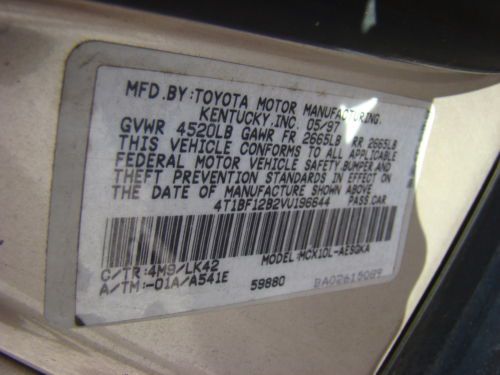 MFD. BY: TOYOTA MOTOR MANUFACTURING,
KENTUCKY, INC. 05/97
GVWR 4520LB GAWR FR 2665LB RR 2665LB
THIS VEHICLE CONFORMS TO ALL APPLICABLE
FEDERAL MOTOR VEHICLE SAFETY, BUMPER AND
THEFT PREVENTION STANDARDS IN EFFECT ON
THE DATE OF MANUFACTURE SHOWN ABOVE.
4T1BF12B2VU196644 PASS.CAR
C/TR:4M9/LK42 MODEL:MCX10L-AESQKA
A/TM:-01A/A541E 59880 BA02615089